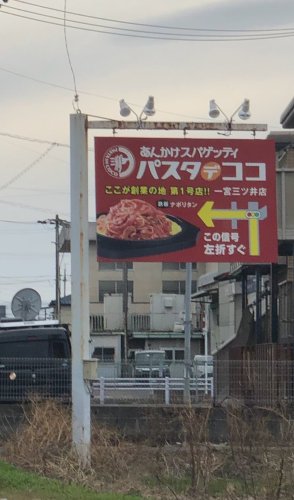 あんかけスパゲッティ
パスタデココ
ここが創業の地 第1号店!! 一宮三ツ井店
鉄板 ナポリタン
この信号
左折すぐ